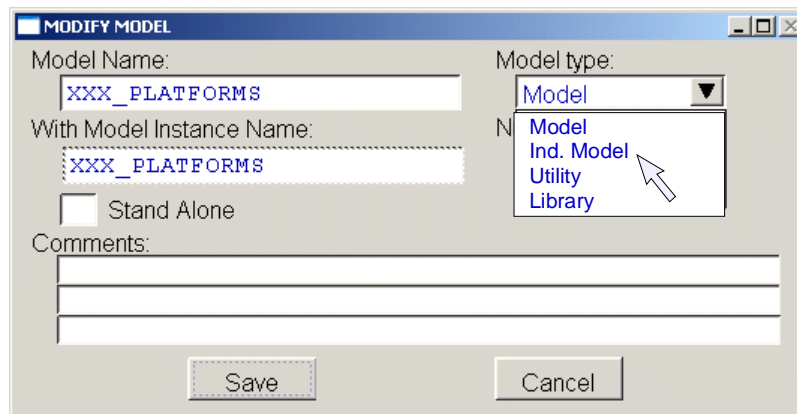 MODIFY MODEL
Model Name:
XXX_PLATFORMS
Model type:
Model
With Model Instance Name:
XXX_PLATFORMS
N
Model
Ind. Model
Utility
Library
Stand Alone
Comments:
Save
Cancel